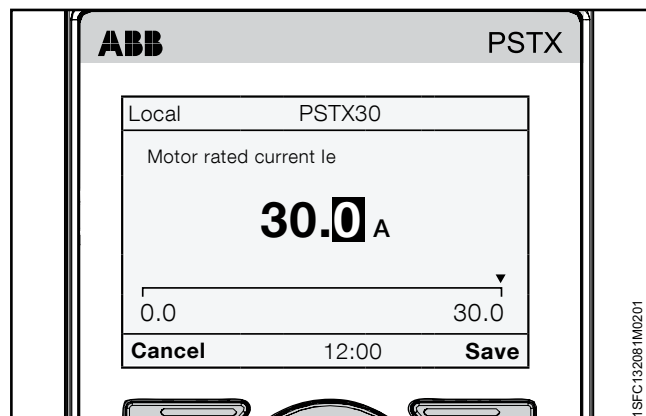 ABB PSTX
Local PSTX30
Motor rated current Ie
30.0 A
0.0 30.0
Cancel 12:00 Save
1SFC132081M0201